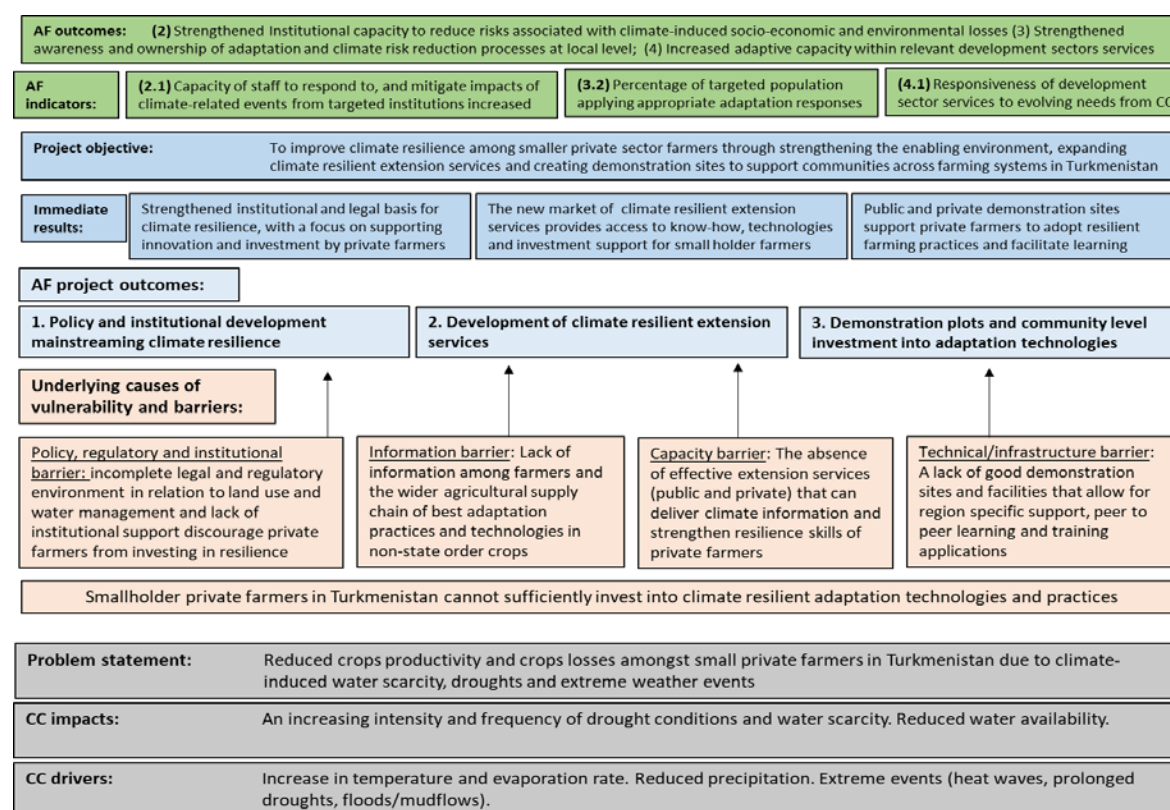 AF outcomes: (2) Strengthened Institutional capacity to reduce risks associated with climate-induced socio-economic and environmental losses (3) Strengthened
awareness and ownership of adaptation and climate risk reduction processes at local level; (4) Increased adaptive capacity within relevant development sectors services
AF
indicators:
(2.1) Capacity of staff to respond to, and mitigate impacts of
climate-related events from targeted institutions increased
(3.2) Percentage of targeted population
applying appropriate adaptation responses
(4.1) Responsiveness of development
sector services to evolving needs from CC
Project objective:
To improve climate resilience among smaller private sector farmers through strengthening the enabling environment, expanding
climate resilient extension services and creating demonstration sites to support communities across farming systems in Turkmenistan
Immediate
results:
Strengthened institutional and legal basis for
climate resilience, with a focus on supporting
innovation and investment by private farmers
The new market of climate resilient extension
services provides access to know-how, technologies
and investment support for small holder farmers
Public and private demonstration sites
support private farmers to adopt resilient
farming practices and facilitate learning
AF project outcomes:
1. Policy and institutional development
mainstreaming climate resilience
2. Development of climate resilient extension
services
3. Demonstration plots and community level
investment into adaptation technologies
Underlying causes of
vulnerability and barriers:
Policy, regulatory and institutional
barrier: incomplete legal and regulatory
environment in relation to land use and
water management and lack of
institutional support discourage private
farmers from investing in resilience
Information barrier: Lack of
information among farmers and
the wider agricultural supply
chain of best adaptation
practices and technologies in
non-state order crops
Capacity barrier: The absence
of effective extension services
(public and private) that can
deliver climate information and
strengthen resilience skills of
private farmers
Technical/infrastructure barrier:
A lack of good demonstration
sites and facilities that allow for
region specific support, peer to
peer learning and training
applications
Smallholder private farmers in Turkmenistan cannot sufficiently invest into climate resilient adaptation technologies and practices
Problem statement:
Reduced crops productivity and crops losses amongst small private farmers in Turkmenistan due to climate-
induced water scarcity, droughts and extreme weather events
CC impacts:
An increasing intensity and frequency of drought conditions and water scarcity. Reduced water availability.
CC drivers:
Increase in temperature and evaporation rate. Reduced precipitation. Extreme events (heat waves, prolonged
droughts, floods/mudflows).